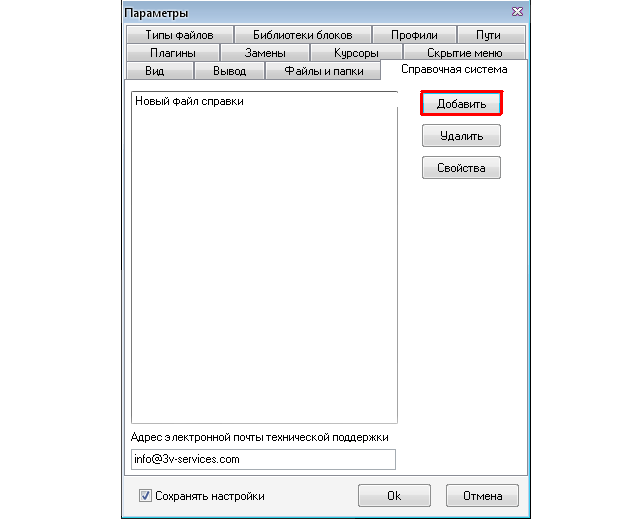 Параметры
Типы файлов Библиотеки блоков Профили Пути
Плагины Замены Курсоры Скрытие меню
Вид Вывод Файлы и папки Справочная система
Новый файл справки
Добавить
Удалить
Свойства
Адрес электронной почты технической поддержки
info@3v-services.com
Сохранять настройки Ok Отмена